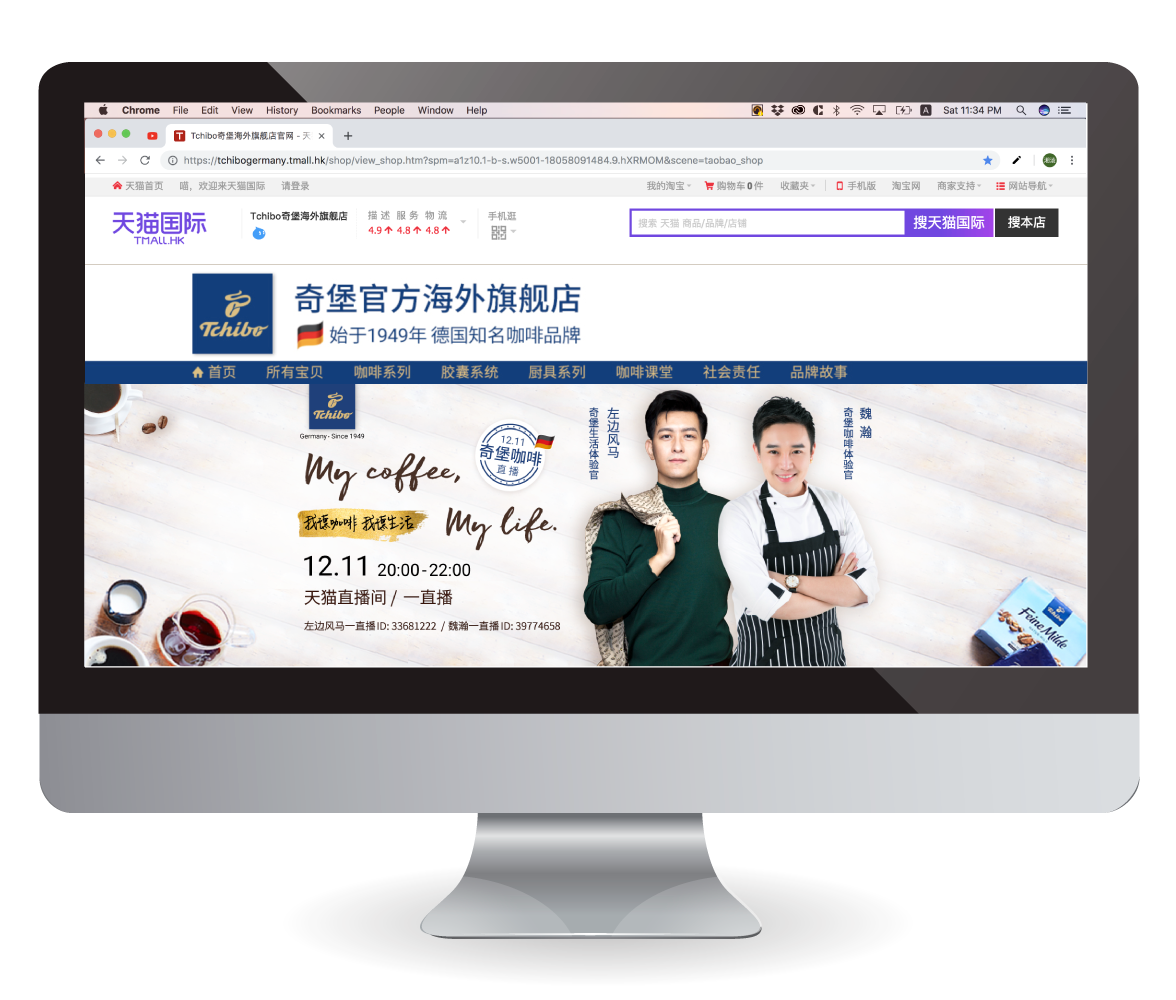 Chrome File Edit View History Bookmarks People Window Help Sat 11:34 PM
Tchibo奇堡海外旗舰店官网 - 天
https://tchibogermany.tmall.hk/shop/view_shop.htm?spm=a1z10.1-b-s.w5001-18058091484.9.hXRMOM&scene=taobao_shop
天猫首页 喵，欢迎来天猫国际 请登录 我的淘宝 购物车0件 收藏夹 手机版 淘宝网 商家支持 网站导航
天猫国际
TMALL.HK
Tchibo奇堡海外旗舰店
描述 服务 物流
4.9 4.8 4.8
手机逛
搜索 天猫 商品/品牌/店铺
搜天猫国际
搜本店
Tchibo
奇堡官方海外旗舰店
始于1949年 德国知名咖啡品牌
首页 所有宝贝 咖啡系列 胶囊系统 厨具系列 咖啡课堂 社会责任 品牌故事
Tchibo
Germany · Since 1949
My coffee,
12.11
奇堡咖啡
直播
我噯咖啡 我噯生活
My life.
12.11 20:00-22:00
天猫直播间 / 一直播
左边风马一直播ID: 33681222 / 魏瀚一直播ID: 39774658
左边风马
奇堡生活体验官
魏瀚
奇堡咖啡体验官
Tchibo
Feine Milde